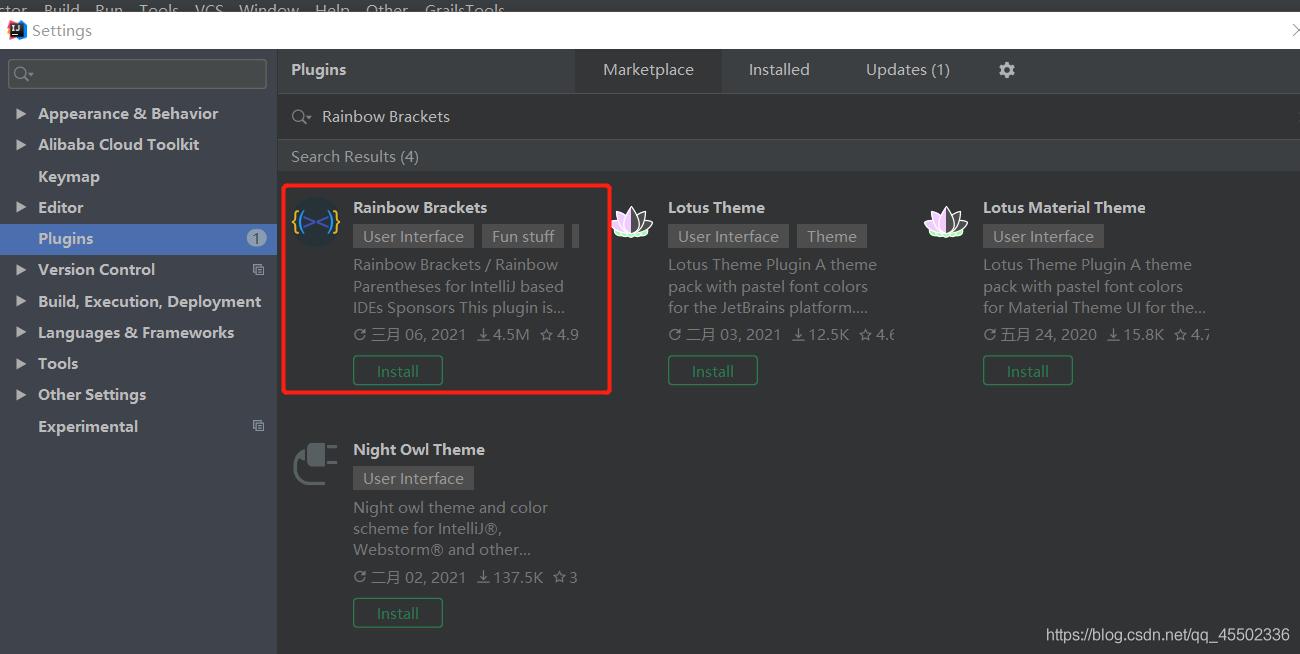 Build Run Tools VCS Window Help Other GrailsTools
Settings
Plugins
Marketplace
Installed
Updates (1)
Appearance & Behavior
Alibaba Cloud Toolkit
Keymap
Editor
Plugins 1
Version Control
Build, Execution, Deployment
Languages & Frameworks
Tools
Other Settings
Experimental
Rainbow Brackets
Search Results (4)
Rainbow Brackets
User Interface Fun stuff
Rainbow Brackets / Rainbow
Parentheses for IntelliJ based
IDEs Sponsors This plugin is...
三月 06, 2021 4.5M 4.9
Install
Lotus Theme
User Interface Theme
Lotus Theme Plugin A theme
pack with pastel font colors
for the JetBrains platform....
二月 03, 2021 12.5K 4.6
Install
Lotus Material Theme
User Interface
Lotus Theme Plugin A theme
pack with pastel font colors
for Material Theme UI for the...
五月 24, 2020 15.8K 4.7
Install
Night Owl Theme
User Interface
Night owl theme and color
scheme for IntelliJ®,
Webstorm® and other...
二月 02, 2021 137.5K 3
Install
https://blog.csdn.net/qq_45502336